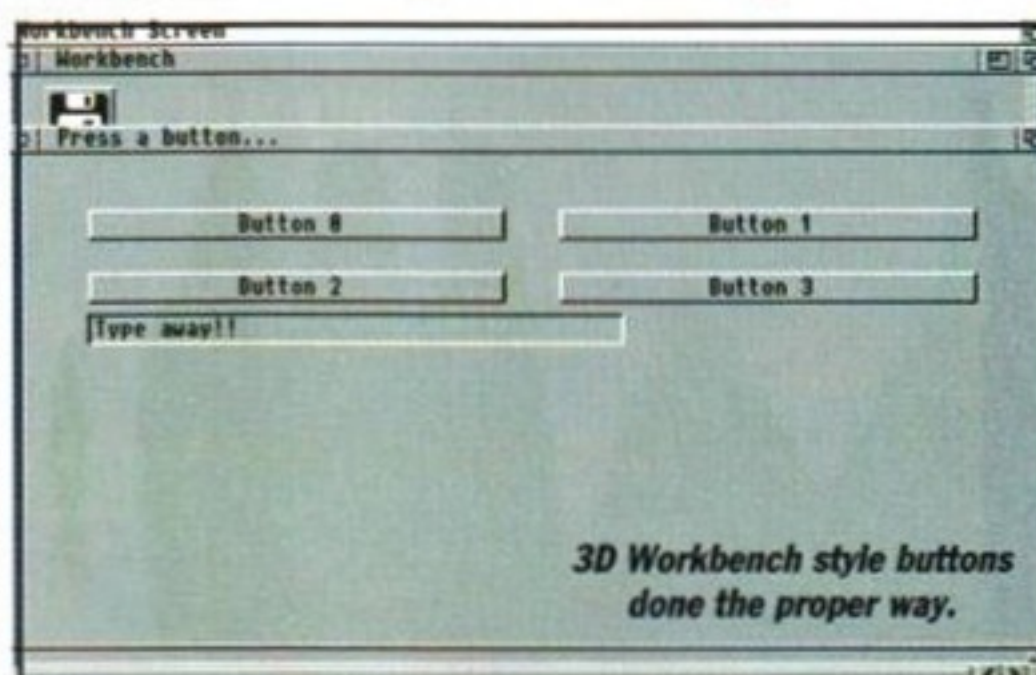 Workbench Screen
Workbench
Press a button...
Button 0 Button 1
Button 2 Button 3
Type away!!
3D Workbench style buttons
done the proper way.